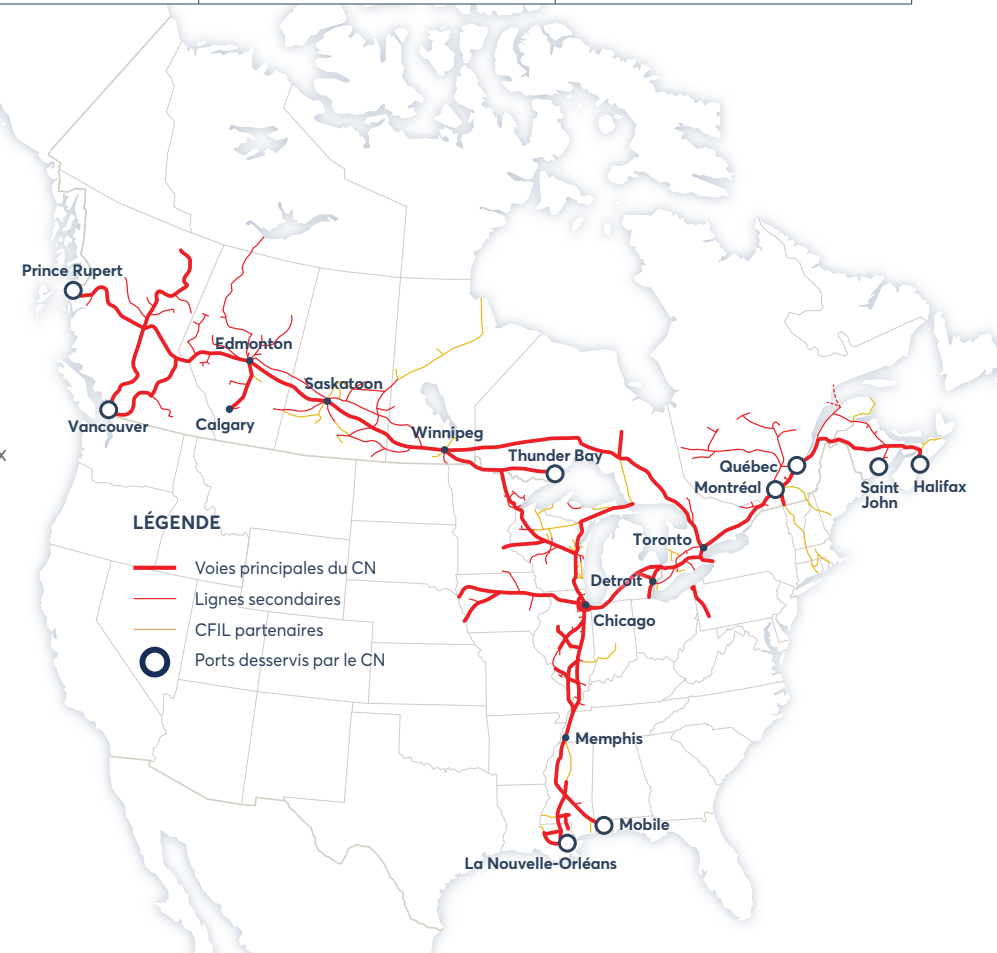 Prince Rupert
Edmonton
Saskatoon
Vancouver
Calgary
Winnipeg
Thunder Bay
x
Québec
Montréal
Saint
John
Halifax
LÉGENDE
Toronto
Voies principales du CN
Detroit
Lignes secondaires
Chicago
CFIL partenaires
Ports desservis par le CN
Memphis
Mobile
La Nouvelle-Orléans